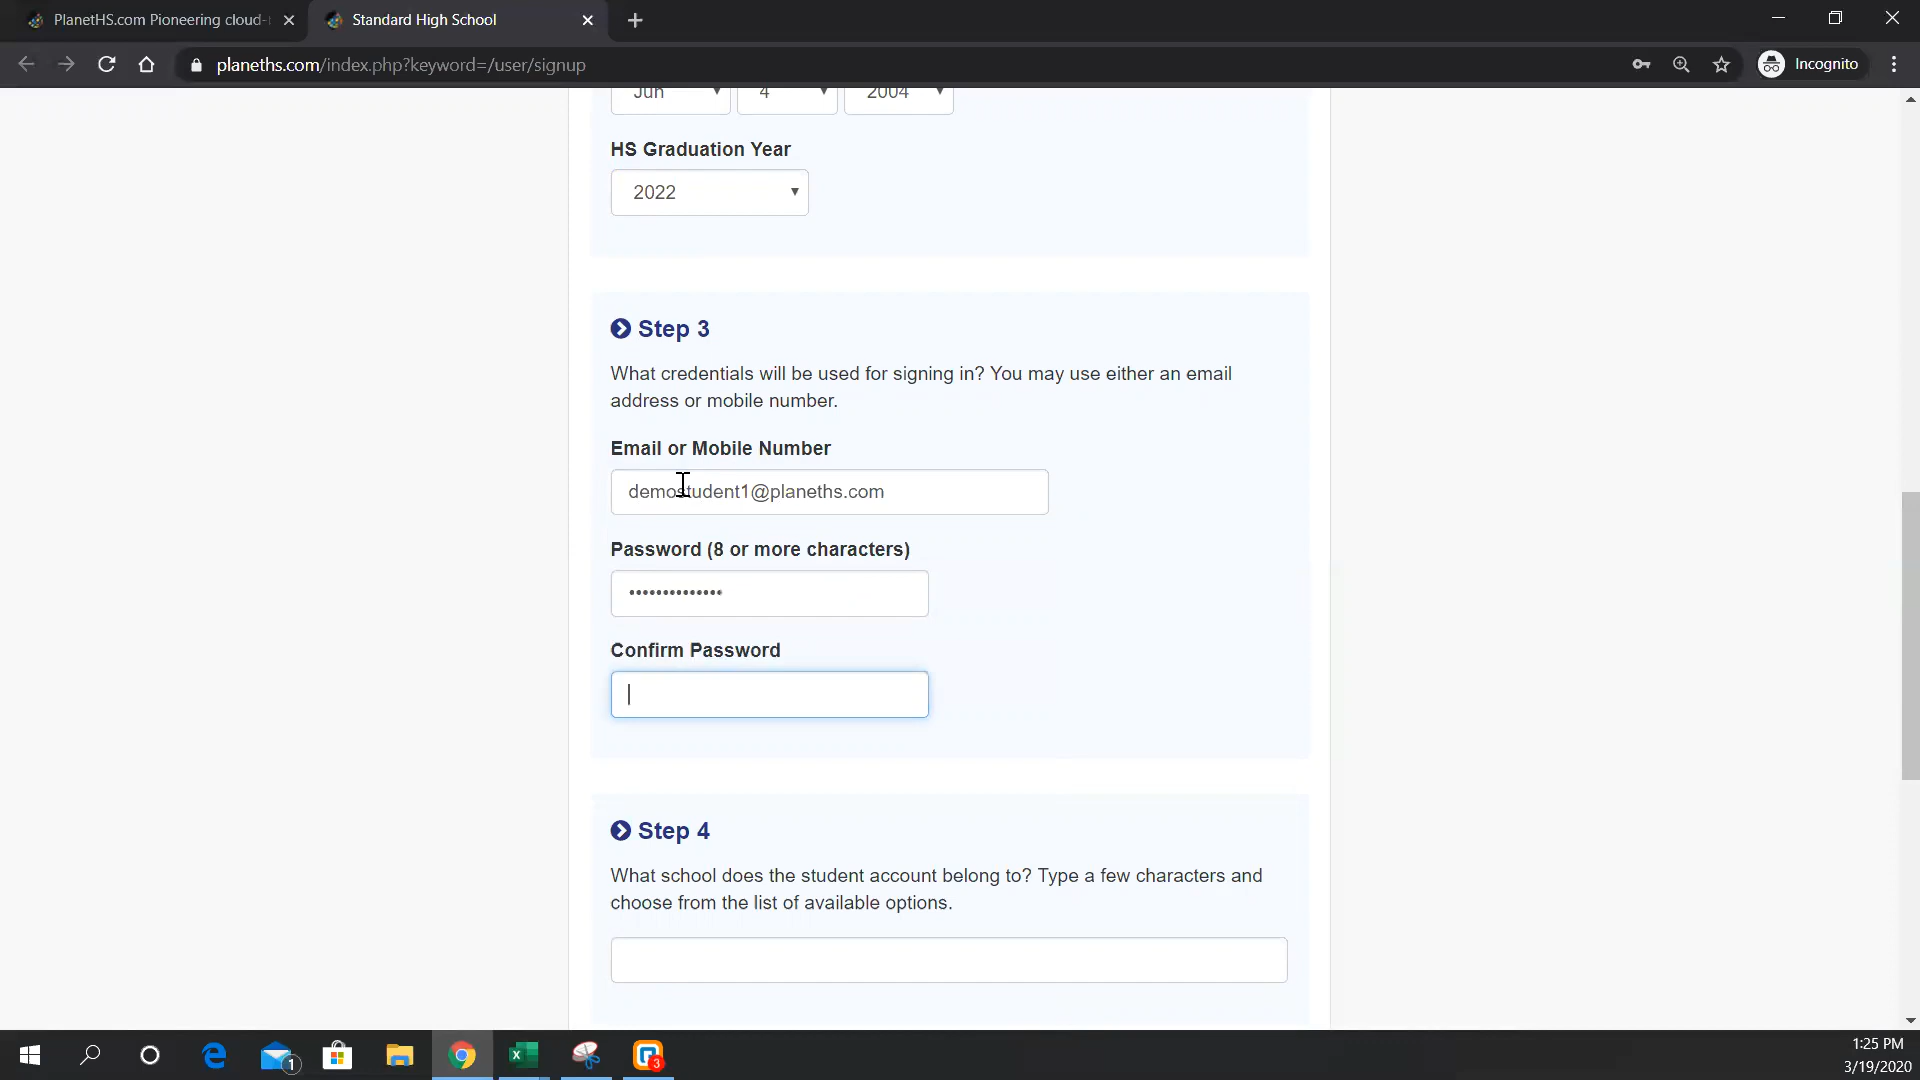 PlanetHS.com Pioneering cloud-
Standard High School
planeths.com/index.php?keyword=/user/signup
Incognito
Jun
4
2004
HS Graduation Year
2022
Step 3
What credentials will be used for signing in? You may use either an email
address or mobile number.
Email or Mobile Number
demostudent1@planeths.com
Password (8 or more characters)
••••••••••••••
Confirm Password
Step 4
What school does the student account belong to? Type a few characters and
choose from the list of available options.
1
3
1:25 PM
3/19/2020